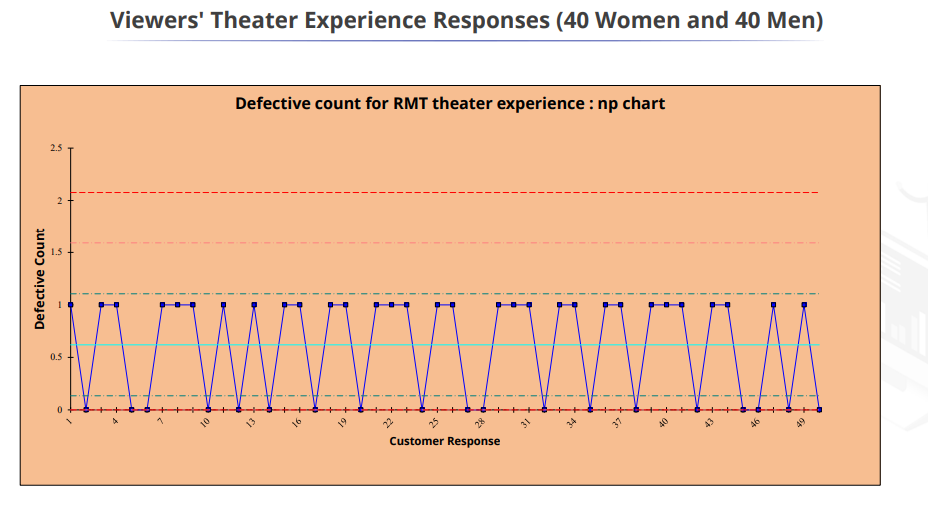 Viewers' Theater Experience Responses (40 Women and 40 Men)
Defective count for RMT theater experience : np chart
2.5
2
1.5
1
0.5
0
Defective Count
1 4 7 10 13 16 19 22 25 28 31 34 37 40 43 46 49
Customer Response